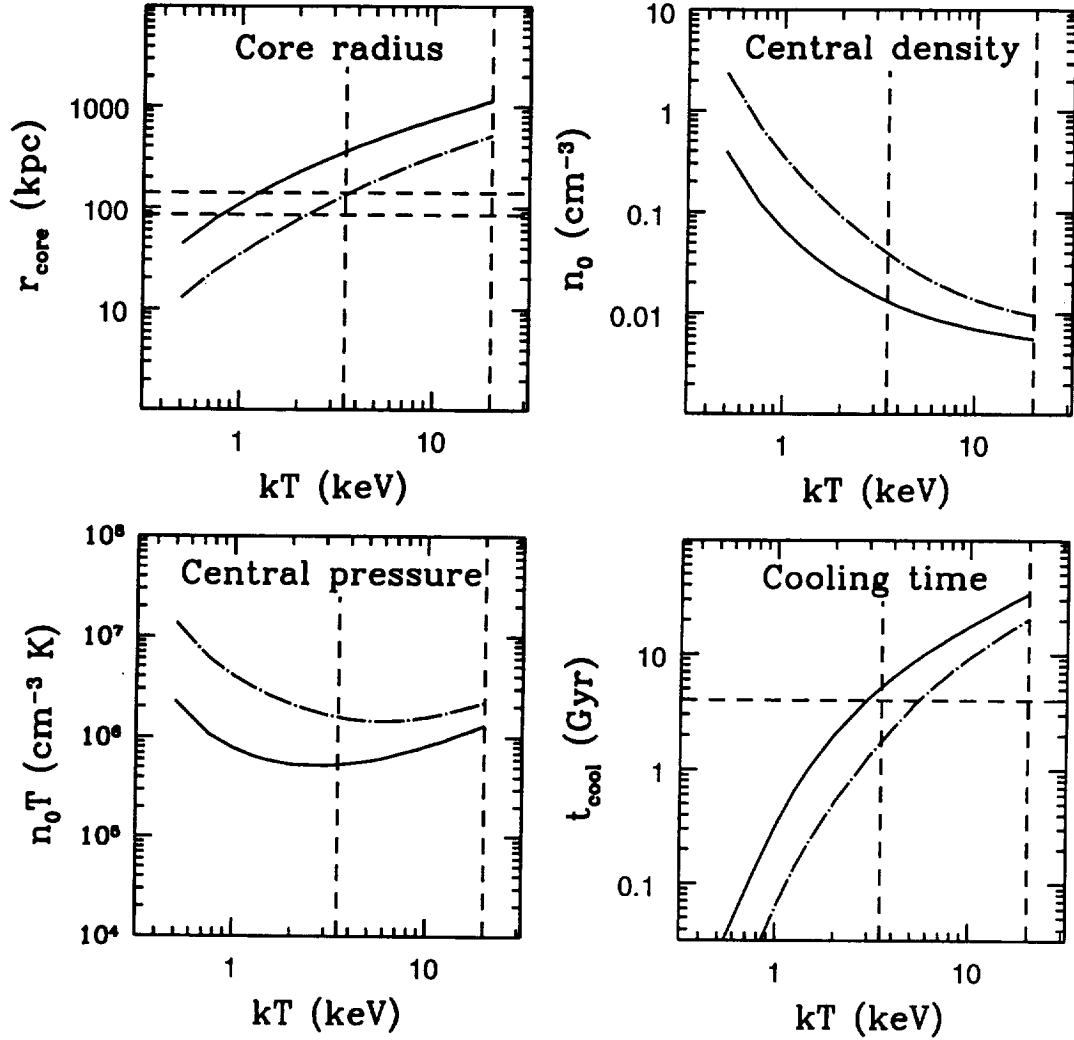 Core radius
1000
100
10
r_core (kpc)
1
10
kT (keV)
Central density
10
1
0.1
0.01
n_0 (cm^-3)
1
10
kT (keV)
Central pressure
10^8
10^7
10^6
10^5
10^4
n_0T (cm^-3 K)
1
10
kT (keV)
Cooling time
10
1
0.1
t_cool (Gyr)
1
10
kT (keV)